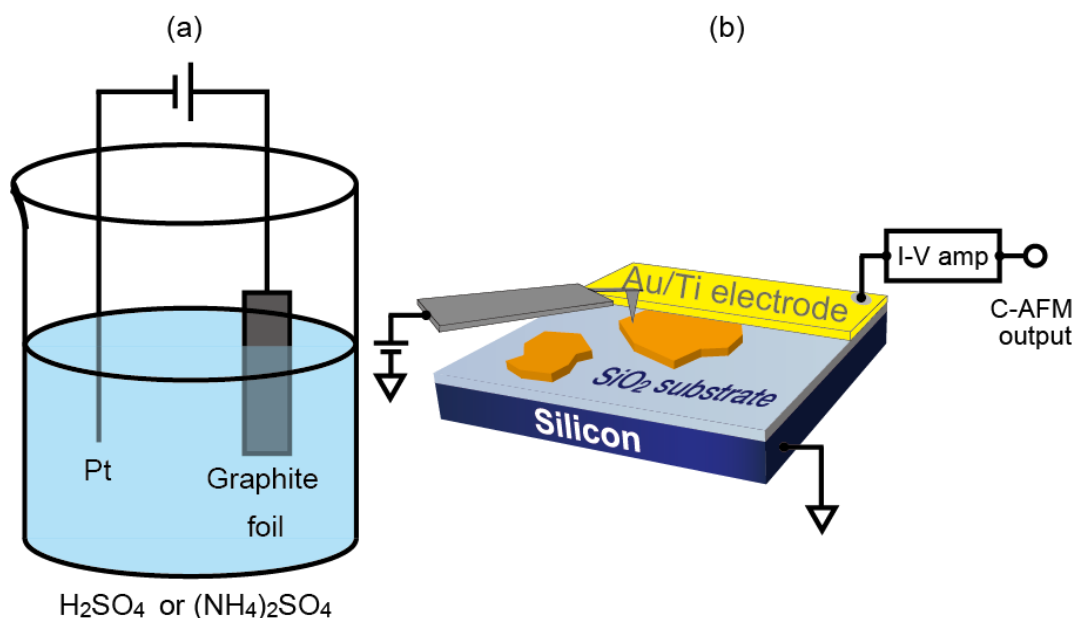 (a)
Pt
Graphite
foil
H₂SO₄ or (NH₄)₂SO₄
(b)
Au/Ti electrode
I-V amp
C-AFM
output
SiO₂ substrate
Silicon